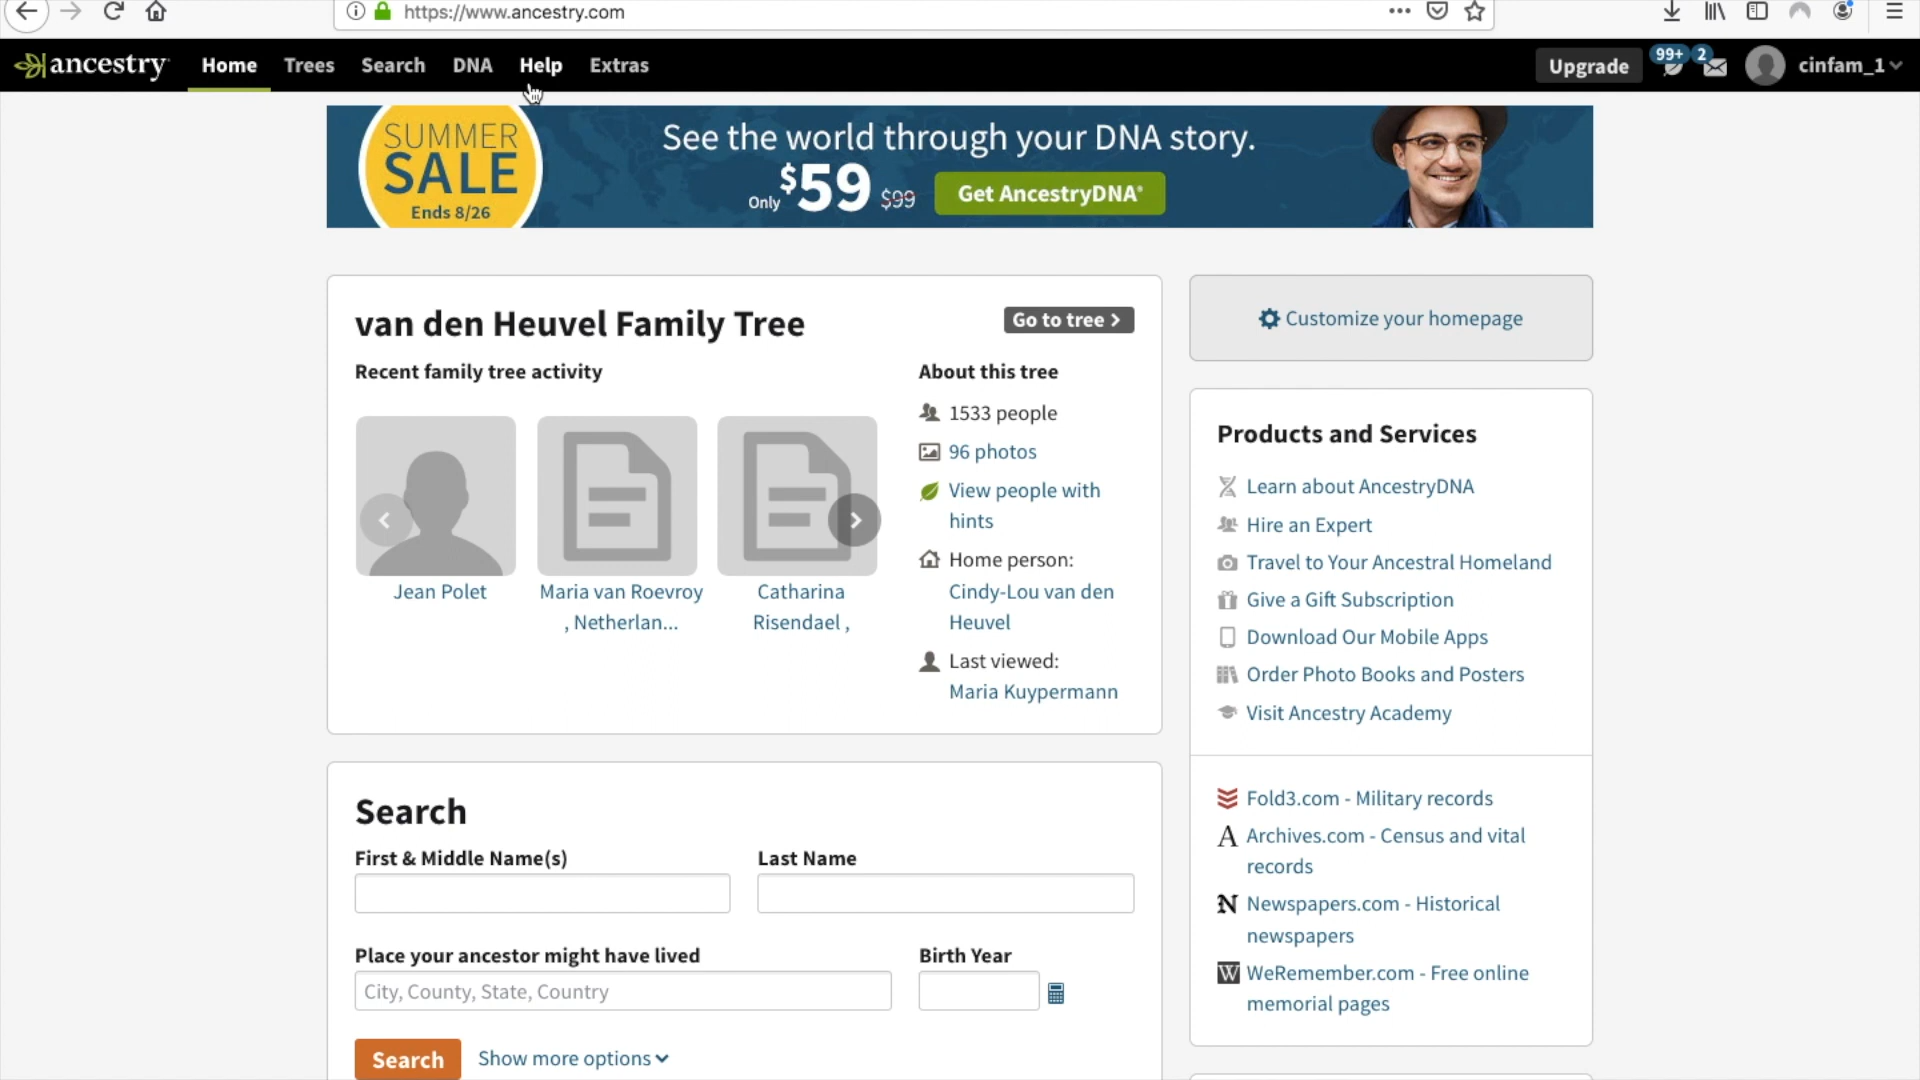 https://www.ancestry.com
ancestry
Home
Trees
Search
DNA
Help
Extras
Upgrade
99+
2
cinfam_1
SUMMER
SALE
Ends 8/26
See the world through your DNA story.
Only $59 $99
Get AncestryDNA®
van den Heuvel Family Tree
Go to tree
Recent family tree activity
Jean Polet
Maria van Roevroy
, Netherlan...
Catharina
Risendael ,
About this tree
1533 people
96 photos
View people with
hints
Home person:
Cindy-Lou van den
Heuvel
Last viewed:
Maria Kuypermann
Customize your homepage
Products and Services
Learn about AncestryDNA
Hire an Expert
Travel to Your Ancestral Homeland
Give a Gift Subscription
Download Our Mobile Apps
Order Photo Books and Posters
Visit Ancestry Academy
Fold3.com - Military records
A Archives.com - Census and vital
records
N Newspapers.com - Historical
newspapers
W WeRemember.com - Free online
memorial pages
Search
First & Middle Name(s)
Last Name
Place your ancestor might have lived
Birth Year
City, County, State, Country
Search
Show more options